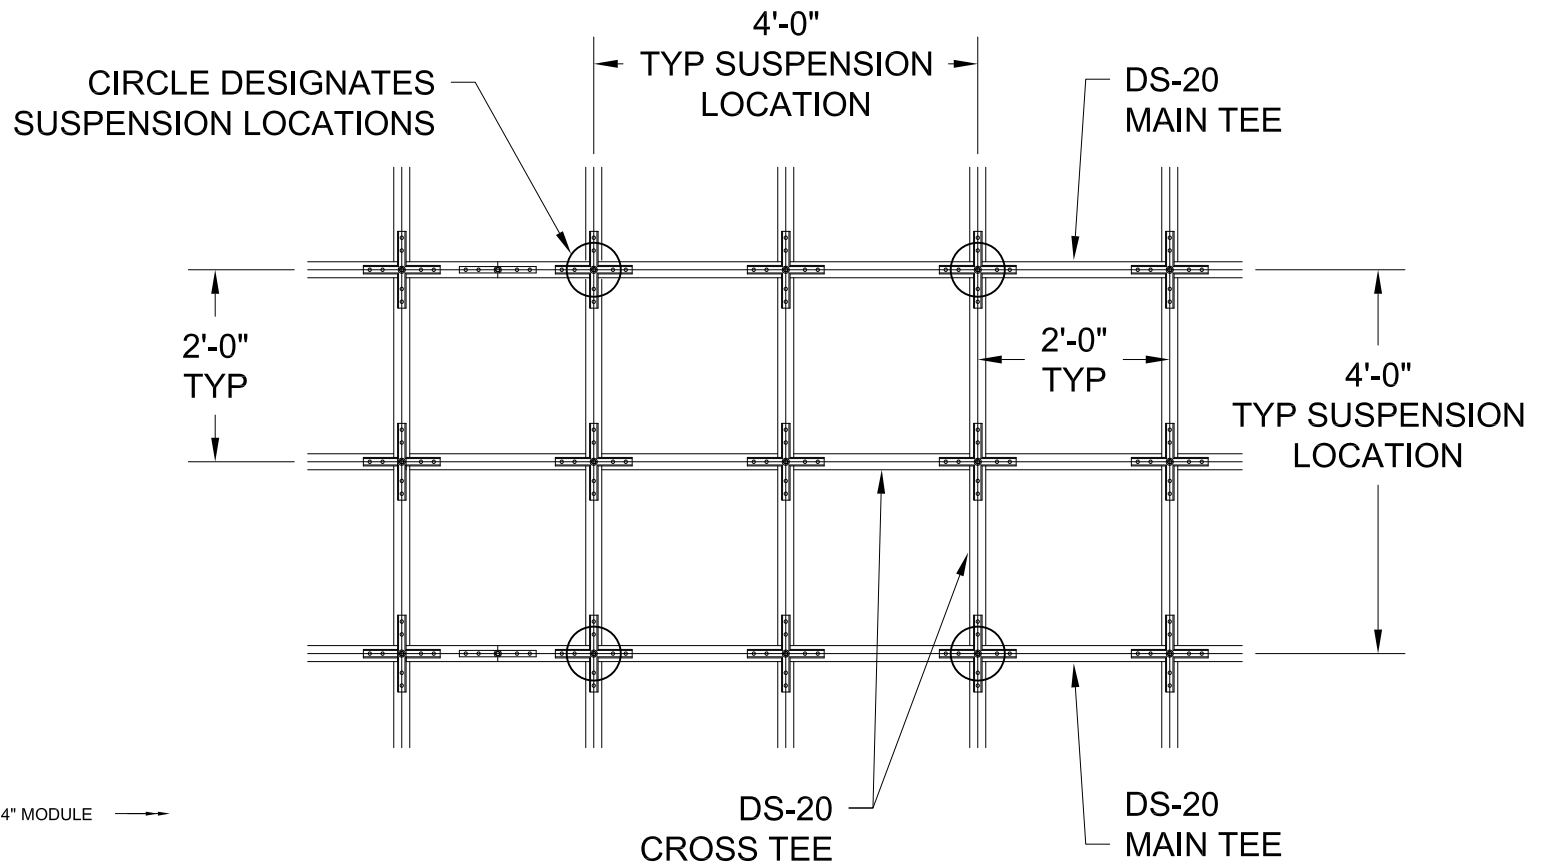 4'-0"
TYP SUSPENSION
LOCATION
CIRCLE DESIGNATES
SUSPENSION LOCATIONS
DS-20
MAIN TEE
2'-0"
TYP
2'-0"
TYP
4'-0"
TYP SUSPENSION
LOCATION
4" MODULE
DS-20
CROSS TEE
DS-20
MAIN TEE